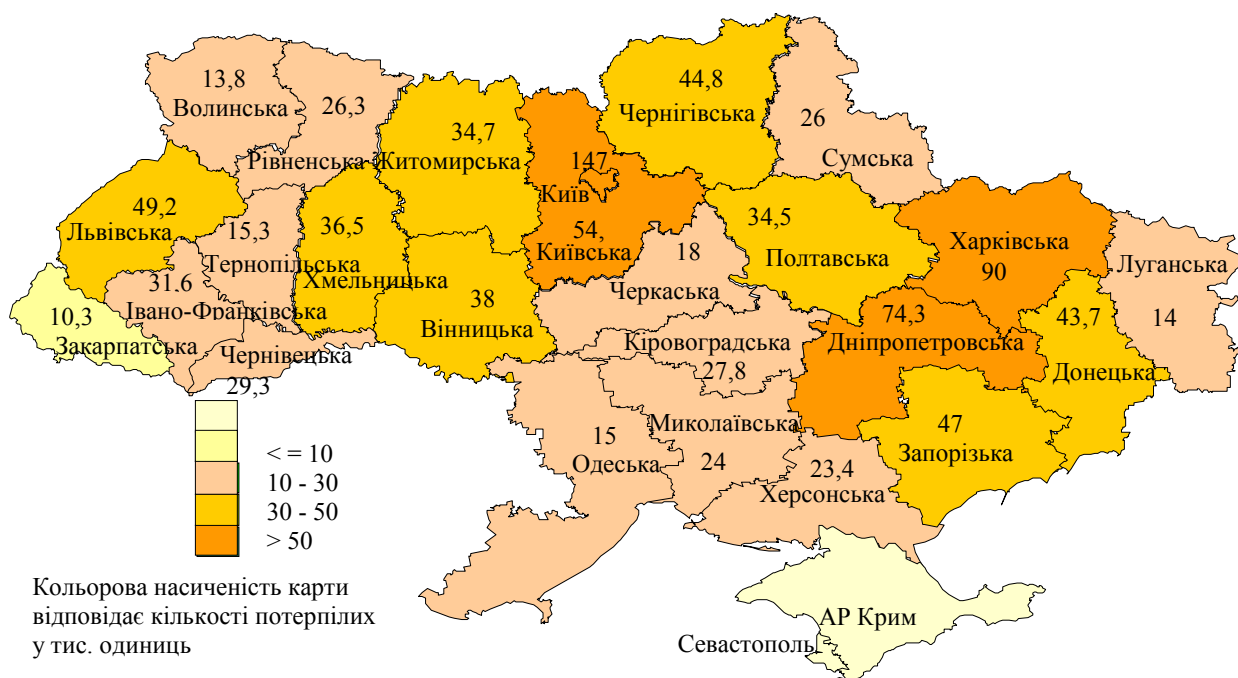 13,8
Волинська
26,3
Рівненська
34,7
Житомирська
147
Київ
54,
Київська
44,8
Чернігівська
26
Сумська
49,2
Львівська
15,3
Тернопільська
36,5
Хмельницька
31.6
Івано-Франківська
10,3
Закарпатська
Чернівецька
29,3
38
Вінницька
18
Черкаська
34,5
Полтавська
Харківська
90
Луганська
14
Кіровоградська
27,8
74,3
Дніпропетровська
43,7
Донецька
15
Одеська
Миколаївська
24
23,4
Херсонська
47
Запорізька
АР Крим
Севастополь
< = 10
10 - 30
30 - 50
> 50
Кольорова насиченість карти
відповідає кількості потерпілих
у тис. одиниць